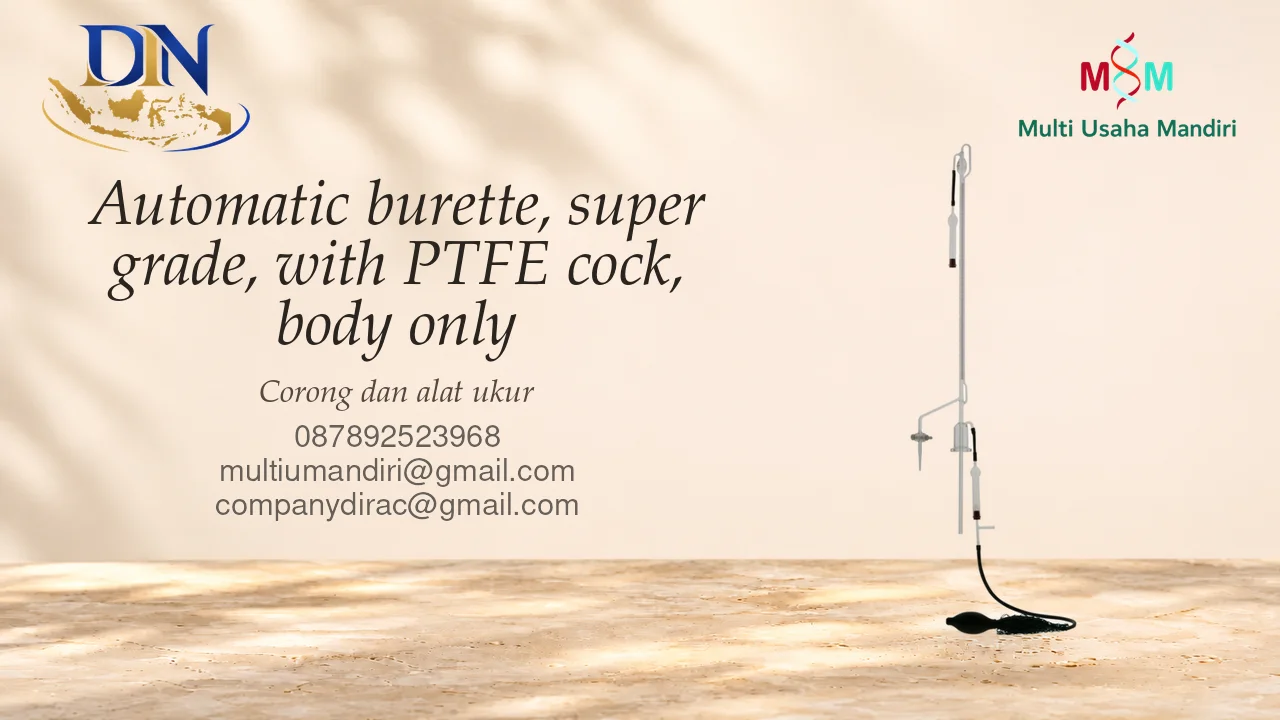 DIN
M M
Multi Usaha Mandiri
Automatic burette, super
grade, with PTFE cock,
body only
Corong dan alat ukur
087892523968
multiumandiri@gmail.com
companydirac@gmail.com